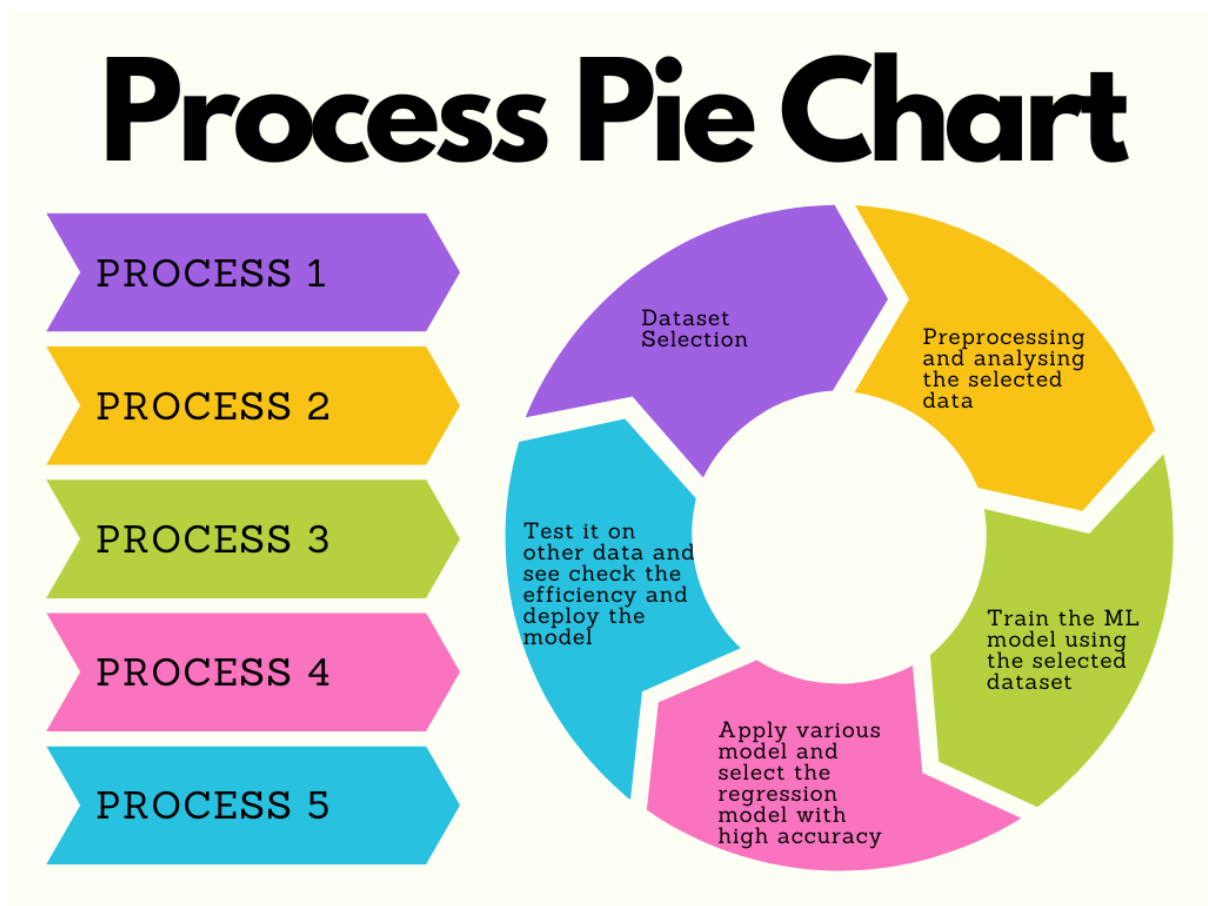 Process Pie Chart
PROCESS 1
PROCESS 2
PROCESS 3
PROCESS 4
PROCESS 5
Dataset
Selection
Preprocessing
and analysing
the selected
data
Train the ML
model using
the selected
dataset
Apply various
model and
select the
regression
model with
high accuracy
Test it on
other data and
see check the
efficiency and
deploy the
model